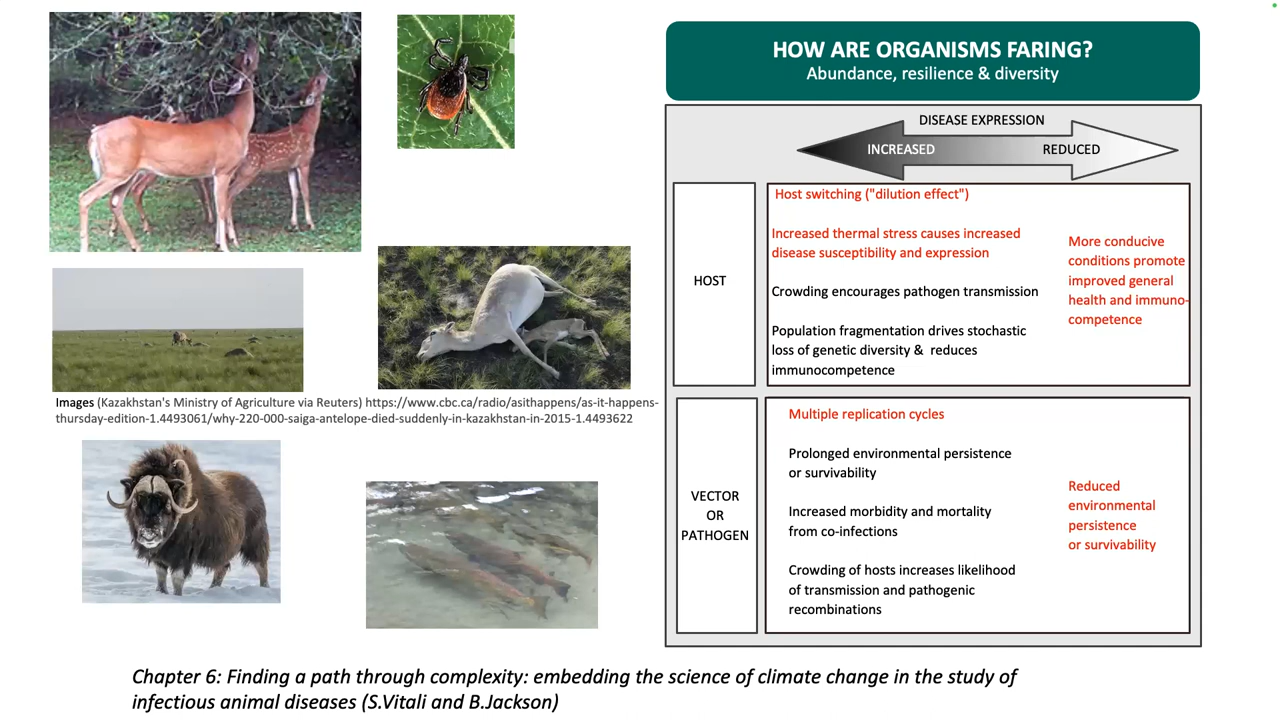 HOW ARE ORGANISMS FARING?
Abundance, resilience & diversity
DISEASE EXPRESSION
INCREASED
REDUCED
HOST
Host switching ("dilution effect")
Increased thermal stress causes increased
disease susceptibility and expression
Crowding encourages pathogen transmission
Population fragmentation drives stochastic
loss of genetic diversity &  reduces
immunocompetence
More conducive
conditions promote
improved general
health and immuno-
competence
Images (Kazakhstan's Ministry of Agriculture via Reuters) https://www.cbc.ca/radio/asithappens/as-it-happens-
thursday-edition-1.4493061/why-220-000-saiga-antelope-died-suddenly-in-kazakhstan-in-2015-1.4493622
VECTOR
OR
PATHOGEN
Multiple replication cycles
Prolonged environmental persistence
or survivability
Increased morbidity and mortality
from co-infections
Crowding of hosts increases likelihood
of transmission and pathogenic
recombinations
Reduced
environmental
persistence
or survivability
Chapter 6: Finding a path through complexity: embedding the science of climate change in the study of
infectious animal diseases (S.Vitali and B.Jackson)